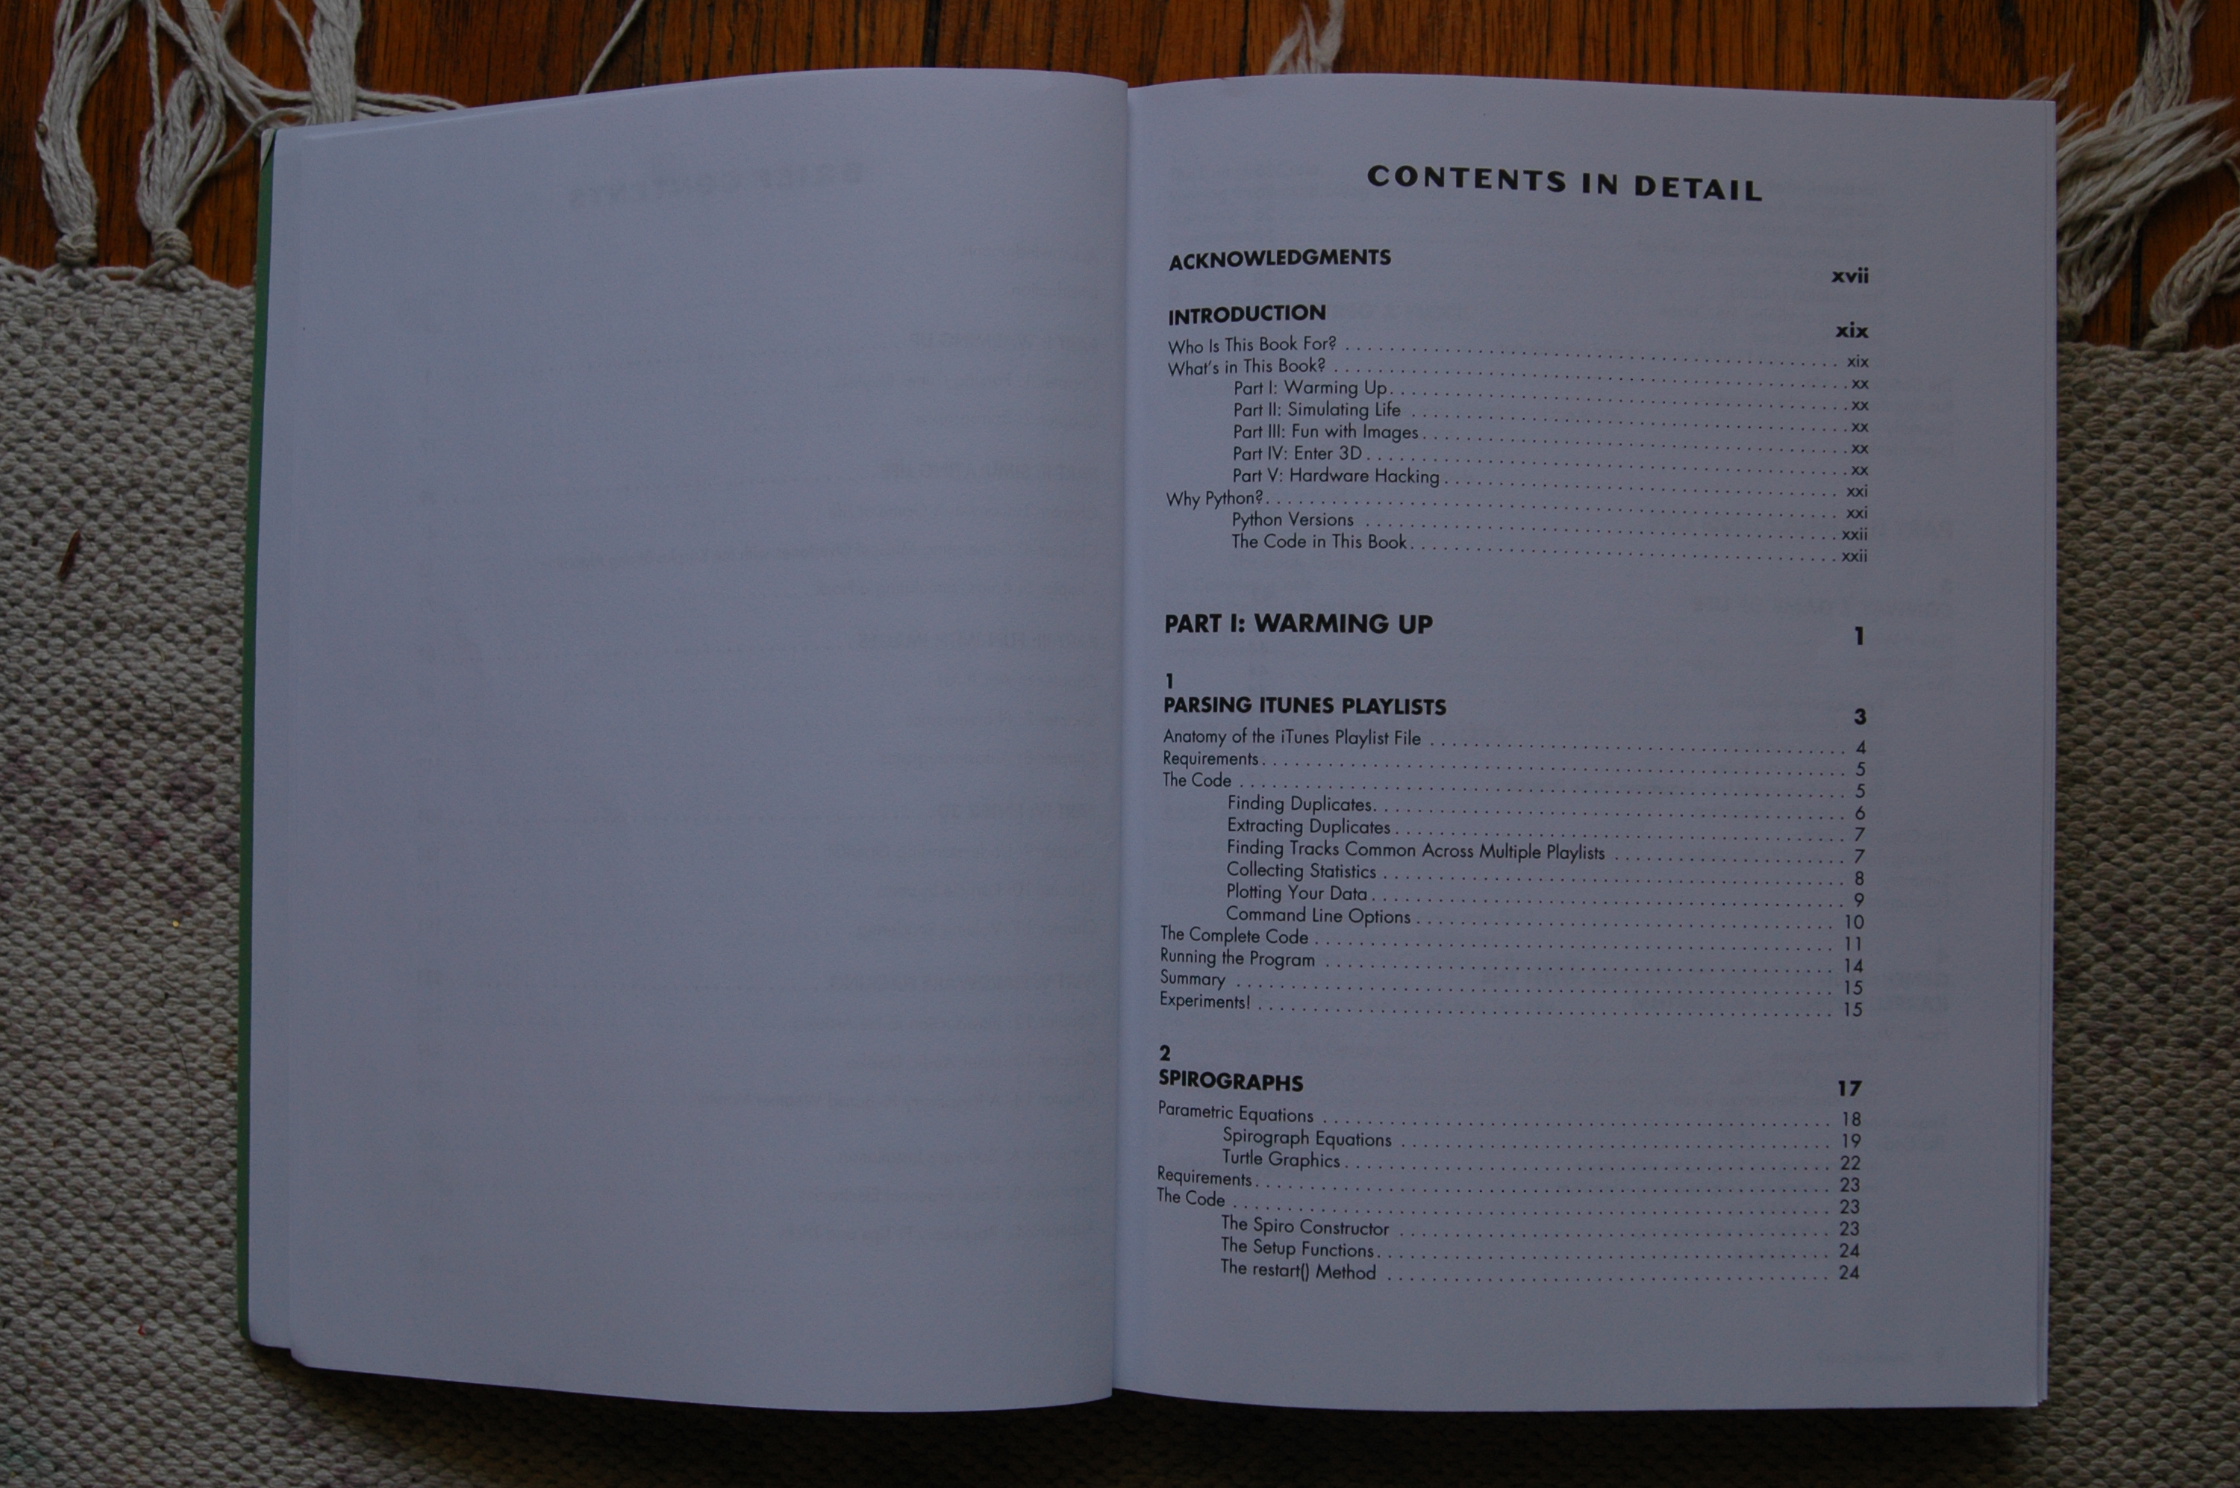 CONTENTS IN DETAIL
ACKNOWLEDGMENTS xvii
INTRODUCTION xix
Who Is This Book For? xix
What's in This Book? xx
Part I: Warming Up xx
Part II: Simulating Life xx
Part III: Fun with Images xx
Part IV: Enter 3D xx
Part V: Hardware Hacking xxi
Why Python? xxi
Python Versions xxii
The Code in This Book xxii
PART I: WARMING UP 1
1
PARSING ITUNES PLAYLISTS 3
Anatomy of the iTunes Playlist File 4
Requirements 5
The Code 5
Finding Duplicates 6
Extracting Duplicates 7
Finding Tracks Common Across Multiple Playlists 7
Collecting Statistics 8
Plotting Your Data 9
Command Line Options 10
The Complete Code 11
Running the Program 14
Summary 15
Experiments! 15
2
SPIROGRAPHS 17
Parametric Equations 18
Spirograph Equations 19
Turtle Graphics 22
Requirements 23
The Code 23
The Spiro Constructor 23
The Setup Functions 24
The restart() Method 24